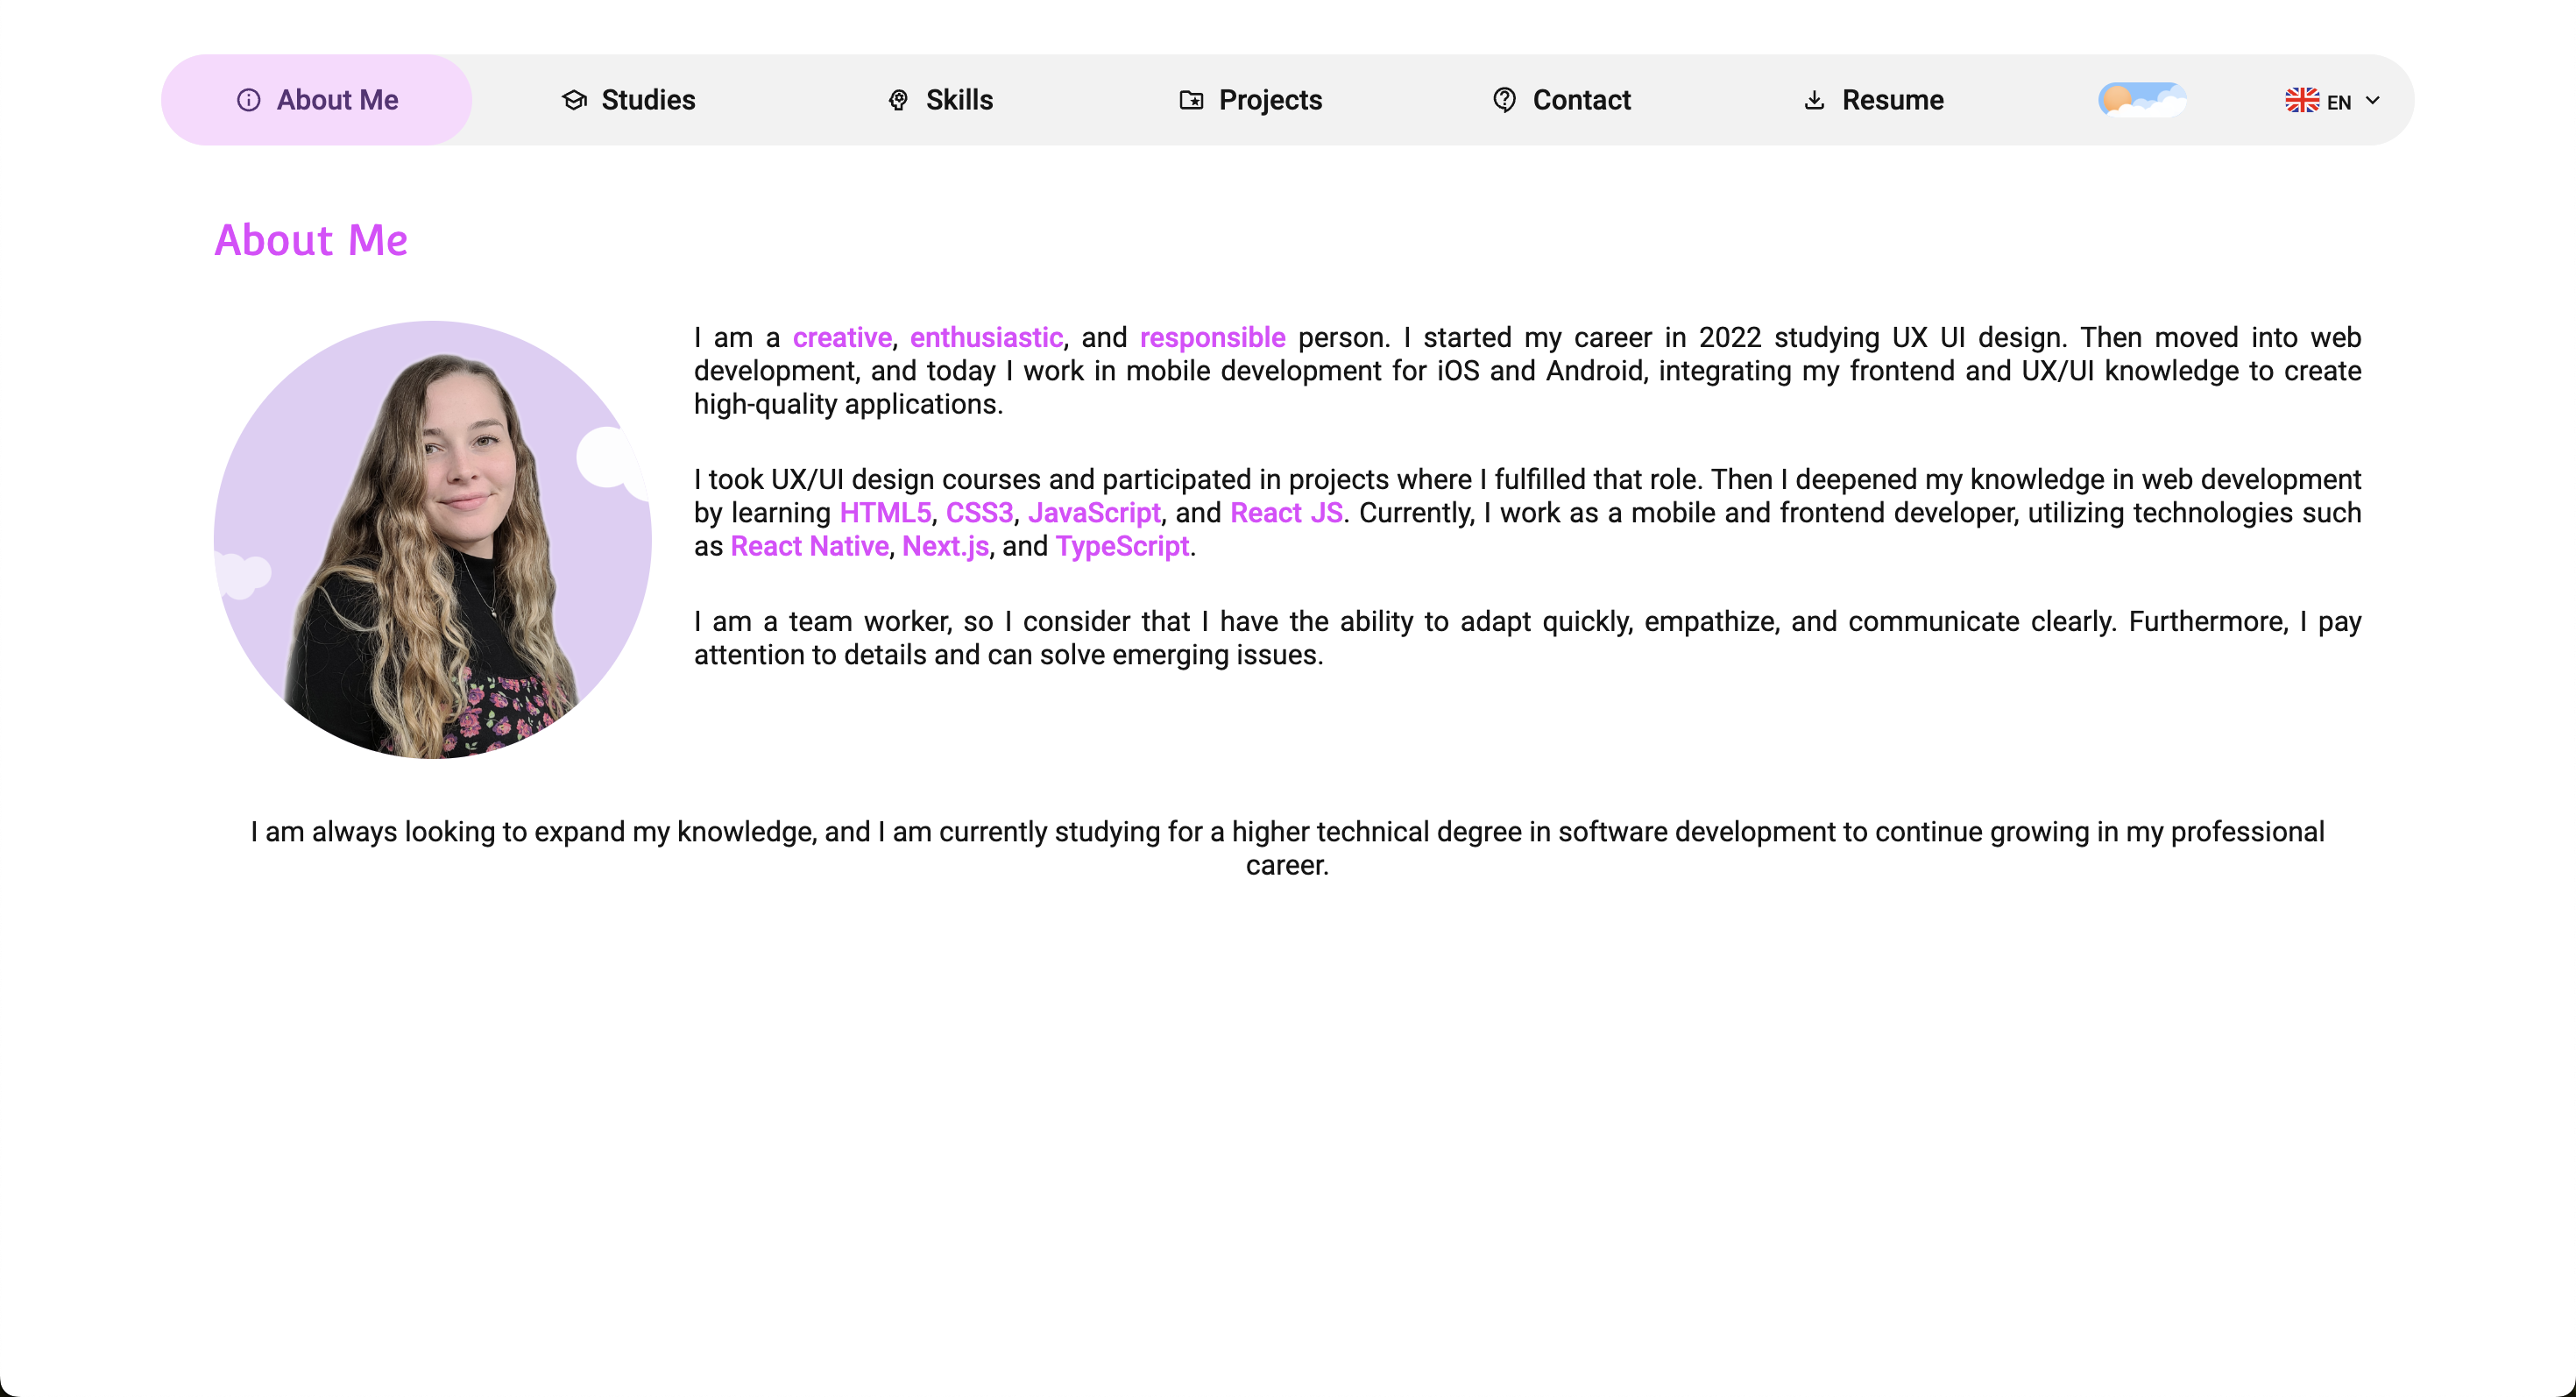 About Me
Studies
Skills
Projects
Contact
Resume
EN
About Me
I am a creative, enthusiastic, and responsible person. I started my career in 2022 studying UX UI design. Then moved into web
development, and today I work in mobile development for iOS and Android, integrating my frontend and UX/UI knowledge to create
high-quality applications.
I took UX/UI design courses and participated in projects where I fulfilled that role. Then I deepened my knowledge in web development
by learning HTML5, CSS3, JavaScript, and React JS. Currently, I work as a mobile and frontend developer, utilizing technologies such
as React Native, Next.js, and TypeScript.
I am a team worker, so I consider that I have the ability to adapt quickly, empathize, and communicate clearly. Furthermore, I pay
attention to details and can solve emerging issues.
I am always looking to expand my knowledge, and I am currently studying for a higher technical degree in software development to continue growing in my professional
career.